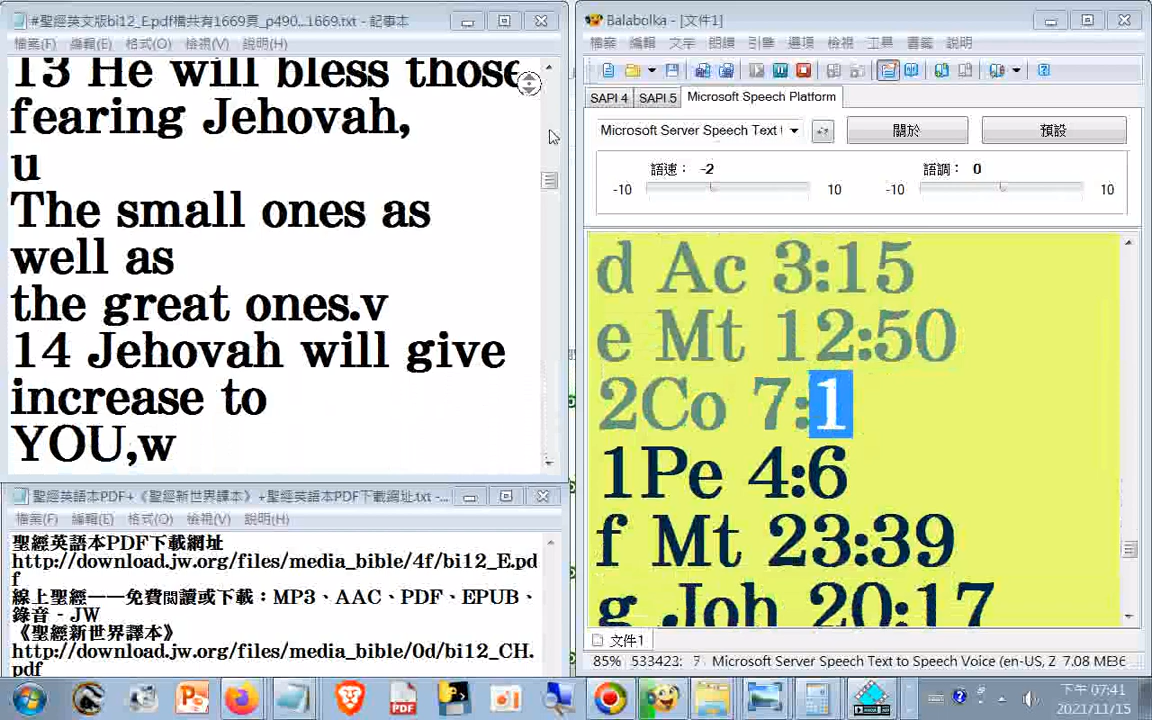 #聖經英文版bi12_E.pdf檔共有1669頁_p490...1669.txt - 記事本
檔案(F) 編輯(E) 格式(O) 檢視(V) 說明(H)
13 He will bless those
fearing Jehovah,
u
The small ones as
well as
the great ones.v
14 Jehovah will give
increase to
YOU,w
聖經英語本PDF+《聖經新世界譯本》+聖經英語本PDF下載網址.txt -...
檔案(F) 編輯(E) 格式(O) 檢視(V) 說明(H)
聖經英語本PDF下載網址
http://download.jw.org/files/media_bible/4f/bi12_E.pd
f
線上聖經——免費閱讀或下載：MP3、AAC、PDF、EPUB、
錄音 - JW
《聖經新世界譯本》
http://download.jw.org/files/media_bible/0d/bi12_CH.
pdf
Balabolka - [文件1]
檔案 編輯 文字 朗讀 引擎 選項 檢視 工具 書籤 說明
SAPI 4 SAPI 5 Microsoft Speech Platform
Microsoft Server Speech Text 關於 預設
語速： -2 語調： 0
-10 10 -10 10
d Ac 3:15
e Mt 12:50
2Co 7:1
1Pe 4:6
f Mt 23:39
g Joh 20:17
文件1
85% 533423: 7 Microsoft Server Speech Text to Speech Voice (en-US, Z 7.08 MB
PDF
下午 07:41
2021/11/15